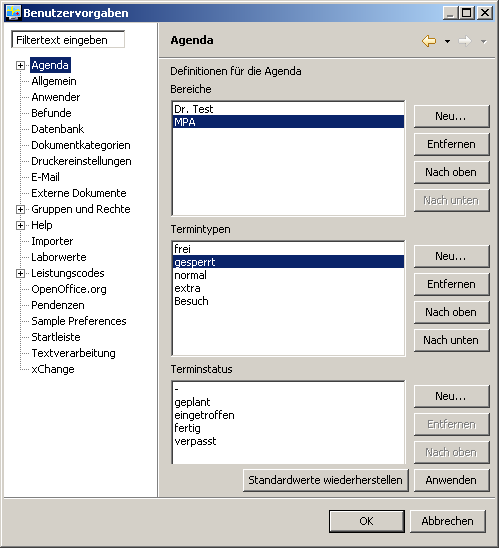 Benutzervorgaben
Filtertext eingeben
Agenda
Allgemein
Anwender
Befunde
Datenbank
Dokumentkategorien
Druckereinstellungen
E-Mail
Externe Dokumente
Gruppen und Rechte
Help
Importer
Laborwerte
Leistungscodes
OpenOffice.org
Pendenzen
Sample Preferences
Startleiste
Textverarbeitung
xChange
Agenda
Definitionen für die Agenda
Bereiche
Dr. Test
MPA
Neu...
Entfernen
Nach oben
Nach unten
Termintypen
frei
gesperrt
normal
extra
Besuch
Neu...
Entfernen
Nach oben
Nach unten
Terminstatus
-
geplant
eingetroffen
fertig
verpasst
Neu...
Entfernen
Nach oben
Standardwerte wiederherstellen
Anwenden
OK
Abbrechen